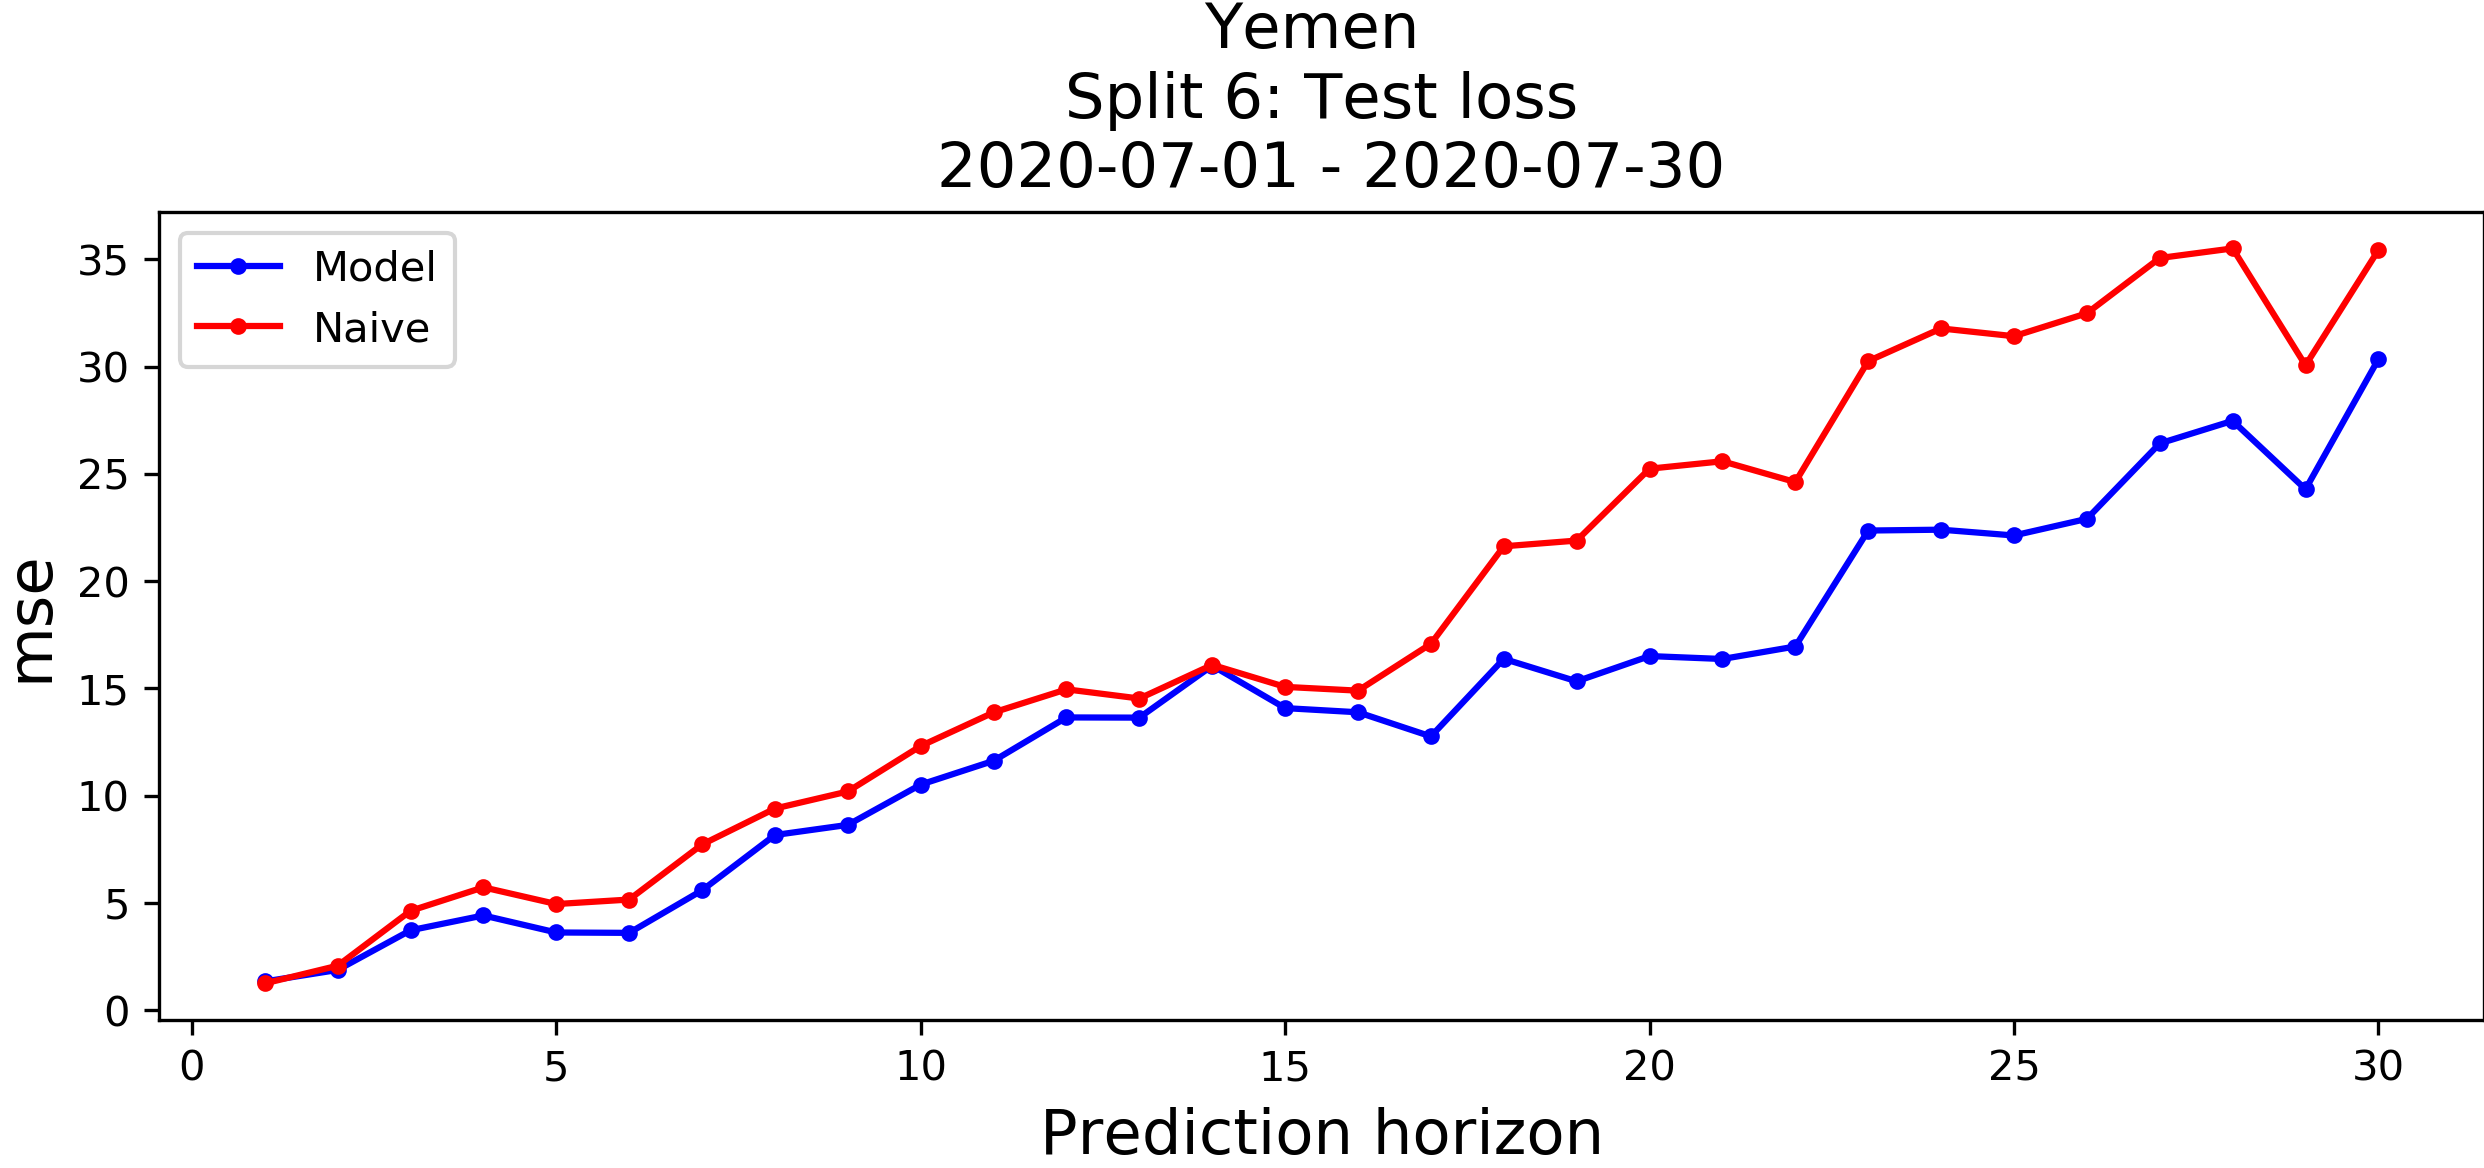 Yemen
Split 6: Test loss
2020-07-01 - 2020-07-30
Model
Naive
35
30
25
20
15
10
5
0
mse
0 5 10 15 20 25 30
Prediction horizon